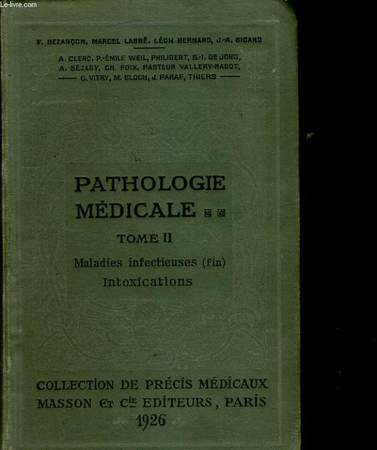 Le-livre.com
F. BEZANÇON, MARCEL LABBÉ, LÉON BERNARD, J.-A. SICARD
A. CLERC, P.-ÉMILE WEIL, PHILIBERT, S.-I. DE JONG,
A. SÉZARY, CH. FOIX, PASTEUR VALLERY-RADOT,
G. VITRY, M. BLOCH, J. PARAF, THIERS
PATHOLOGIE
MÉDICALE
TOME II
Maladies infectieuses (fin)
Intoxications
COLLECTION DE PRÉCIS MÉDICAUX
MASSON ET Cie EDITEURS, PARIS
1926